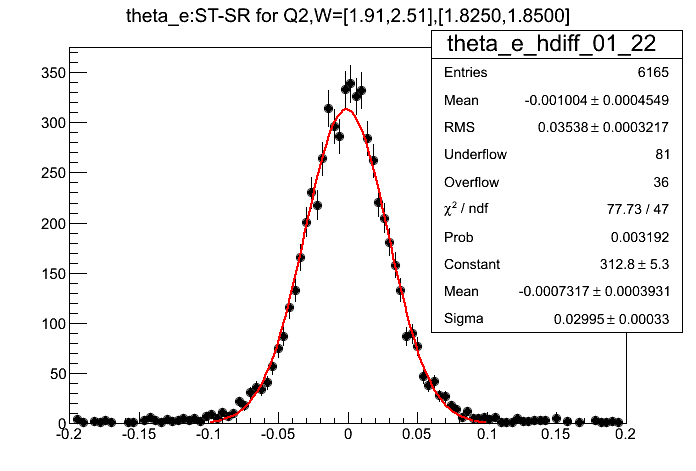 theta_e:ST-SR for Q2,W=[1.91,2.51],[1.8250,1.8500]
theta_e_hdiff_01_22
Entries 6165
Mean -0.001004 ± 0.0004549
RMS 0.03538 ± 0.0003217
Underflow 81
Overflow 36
χ² / ndf 77.73 / 47
Prob 0.003192
Constant 312.8 ± 5.3
Mean -0.0007317 ± 0.0003931
Sigma 0.02995 ± 0.00033
350
300
250
200
150
100
50
0
-0.2 -0.15 -0.1 -0.05 0 0.05 0.1 0.15 0.2